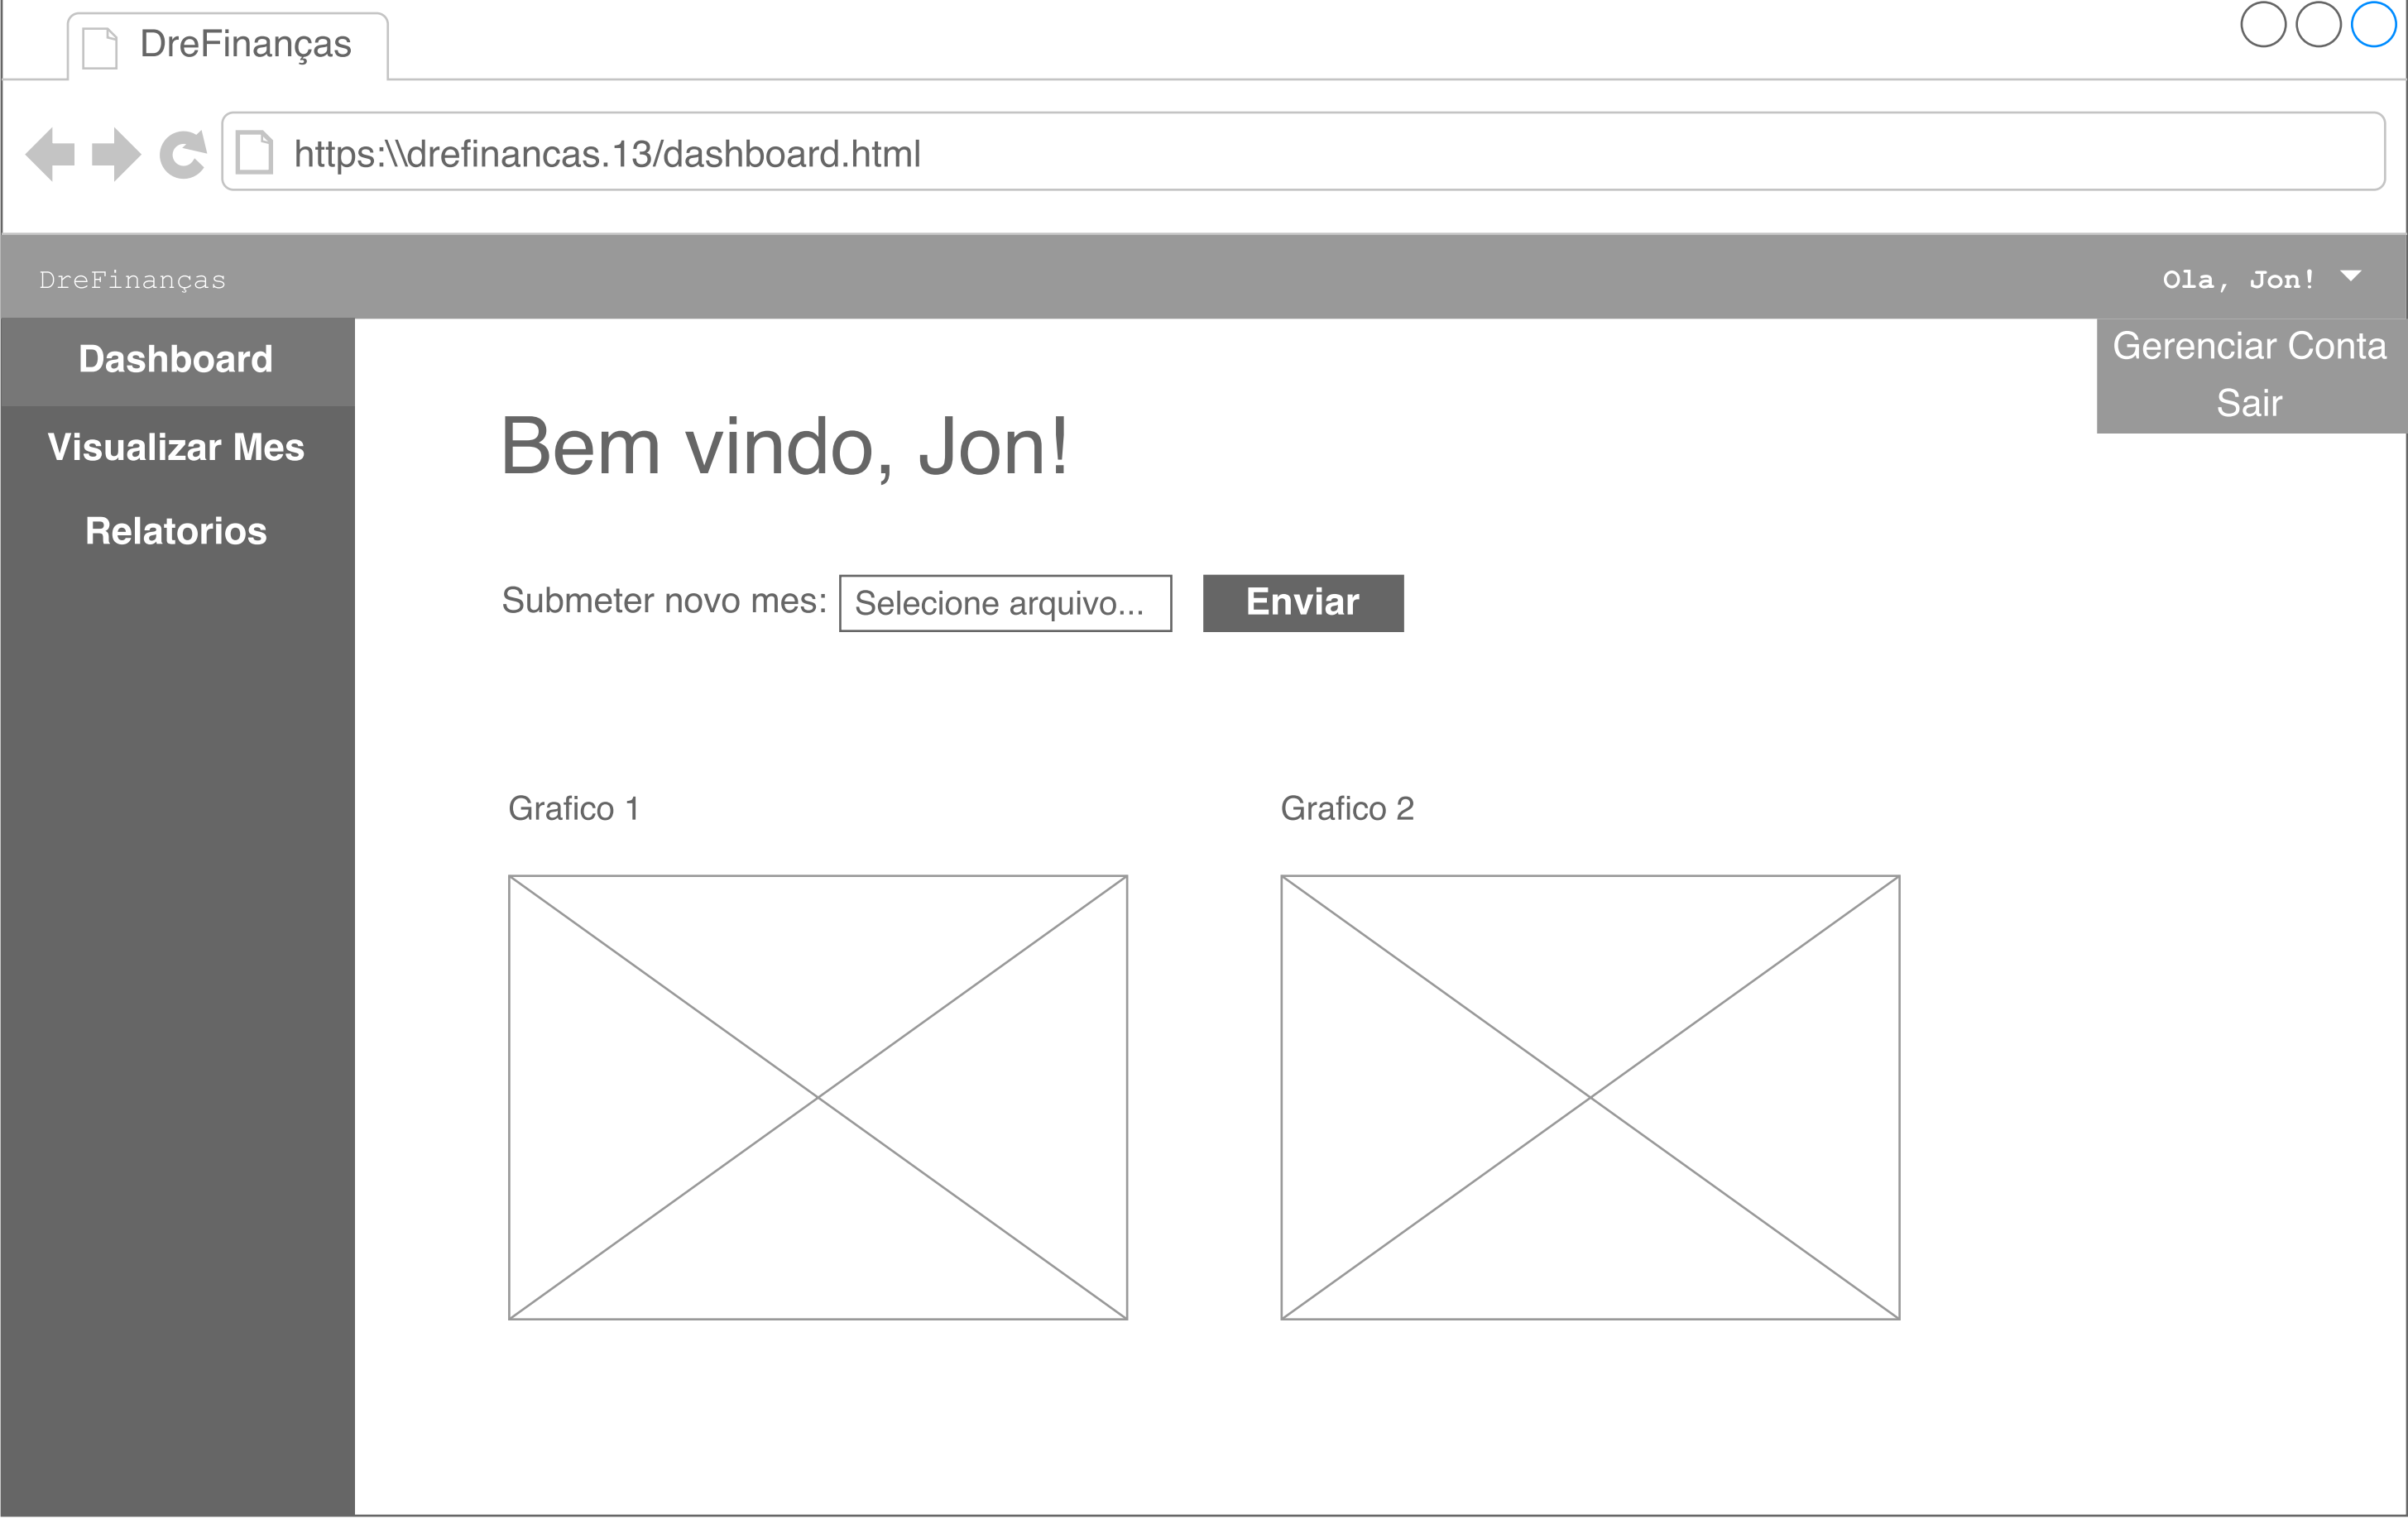 DreFinanças
https:\\drefinancas.13/dashboard.html
DreFinanças
Ola, Jon!
Gerenciar Conta
Sair
Dashboard
Visualizar Mes
Relatorios
Bem vindo, Jon!
Submeter novo mes: Selecione arquivo... Enviar
Grafico 1
Grafico 2